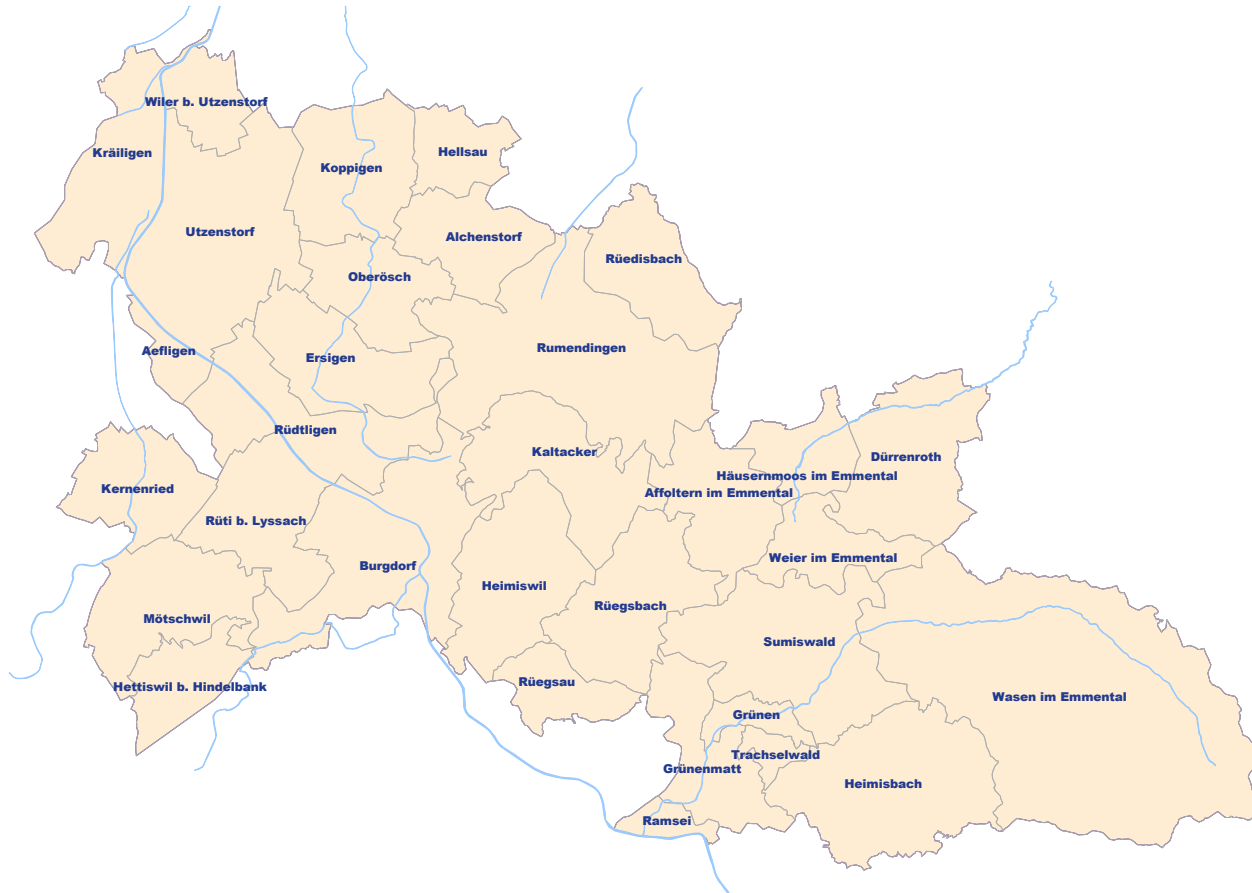 Wiler b. Utzenstorf
Kräiligen
Hellsau
Koppigen
Utzenstorf
Alchenstorf
Rüedisbach
Oberösch
Aefligen
Ersigen
Rumendingen
Rüdtligen
Kaltacker
Dürrenroth
Häusernmoos im Emmental
Kernenried
Affoltern im Emmental
Rüti b. Lyssach
Weier im Emmental
Burgdorf
Heimiswil
Rüegsbach
Mötschwil
Sumiswald
Rüegsau
Hettiswil b. Hindelbank
Wasen im Emmental
Grünen
Trachselwald
Grünenmatt
Heimisbach
Ramsei